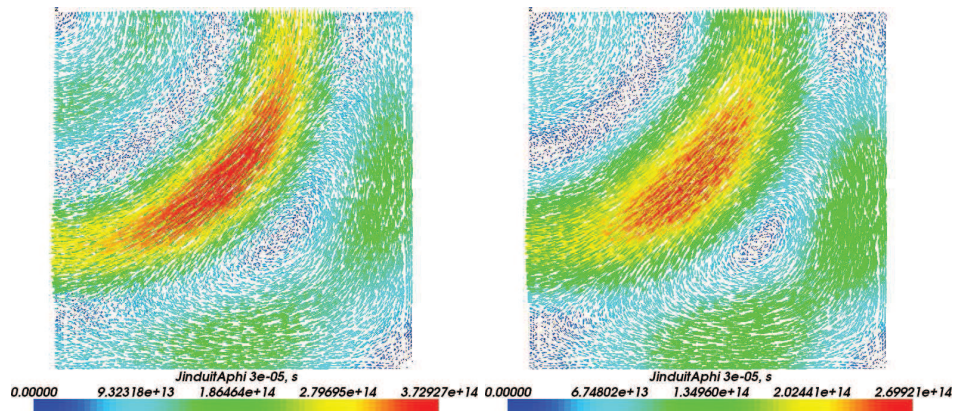 JinduitAphi 3e-05, s
0.00000 9.32318e+13 1.86464e+14 2.79695e+14 3.72927e+14
JinduitAphi 3e-05, s
0.00000 6.74802e+13 1.34960e+14 2.02441e+14 2.69921e+14